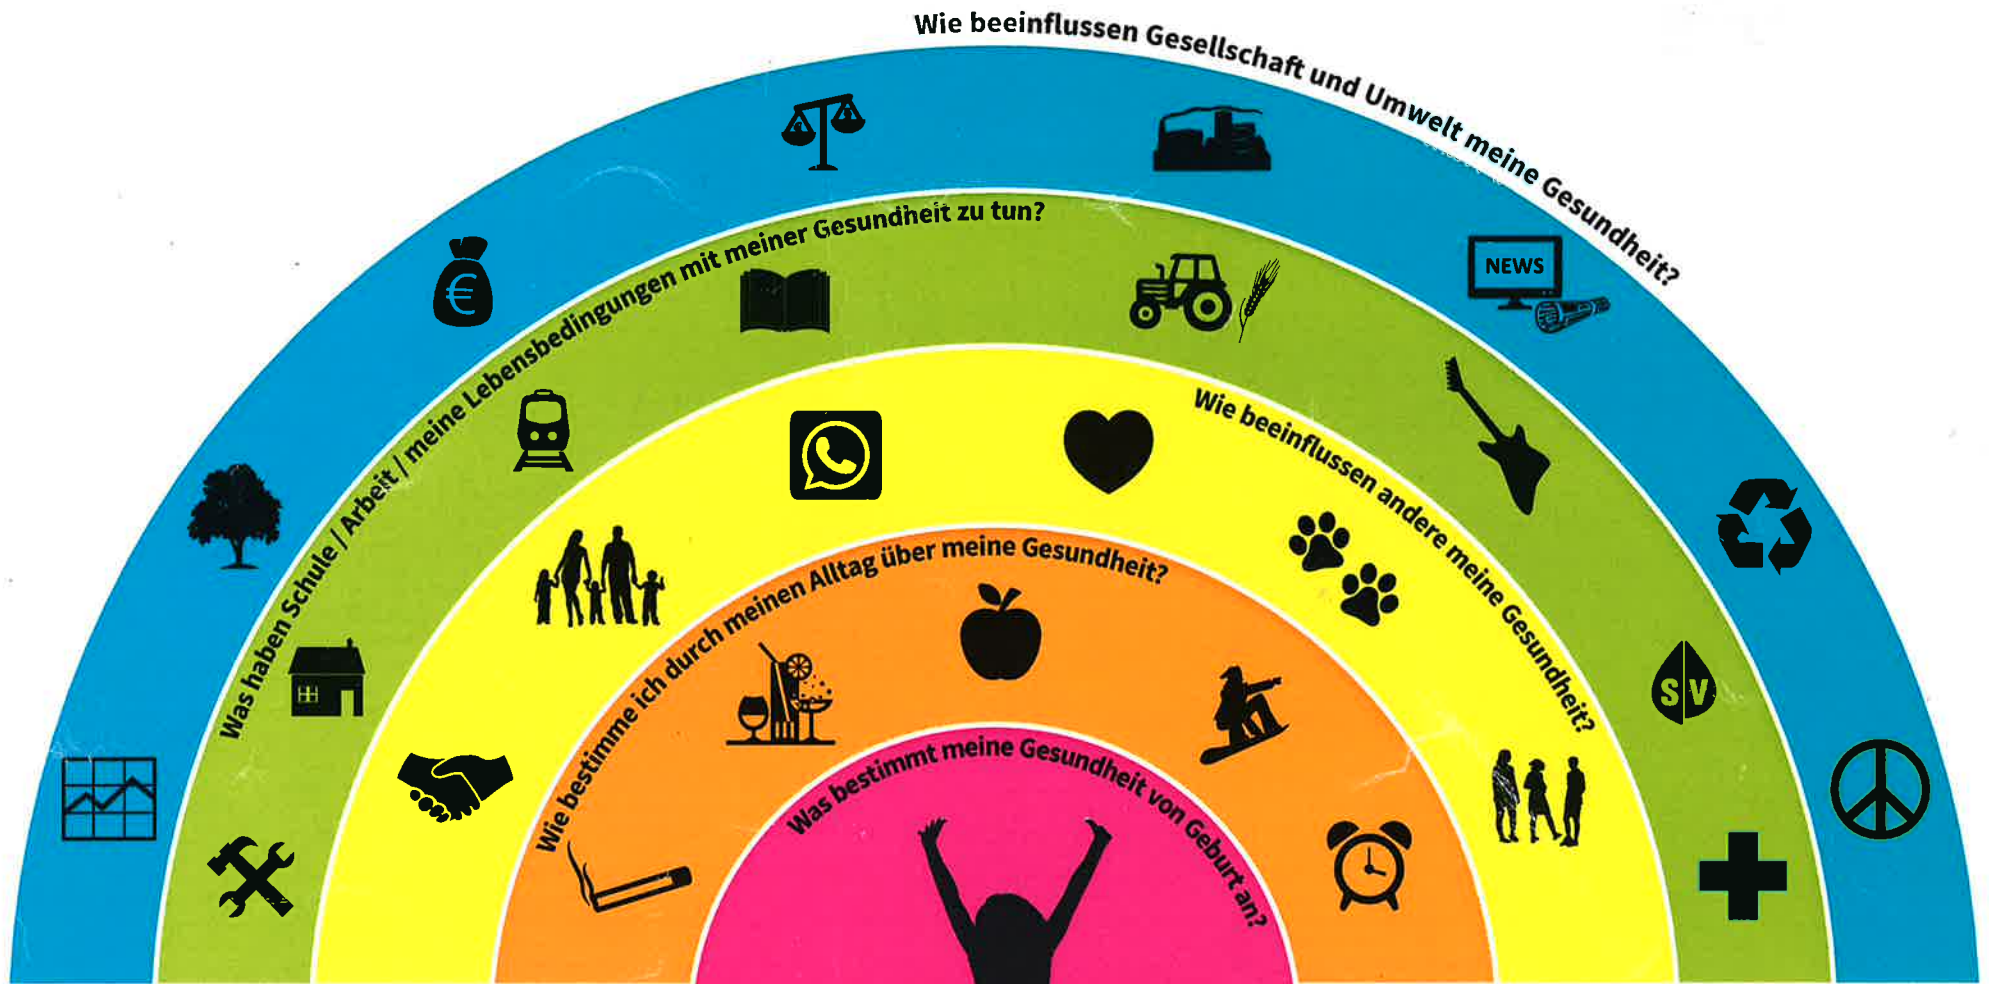 Wie beeinflussen Gesellschaft und Umwelt meine Gesundheit?
Was haben Schule / Arbeit / meine Lebensbedingungen mit meiner Gesundheit zu tun?
Wie beeinflussen andere meine Gesundheit?
Wie bestimme ich durch meinen Alltag über meine Gesundheit?
Was bestimmt meine Gesundheit von Geburt an?
€
NEWS
S V